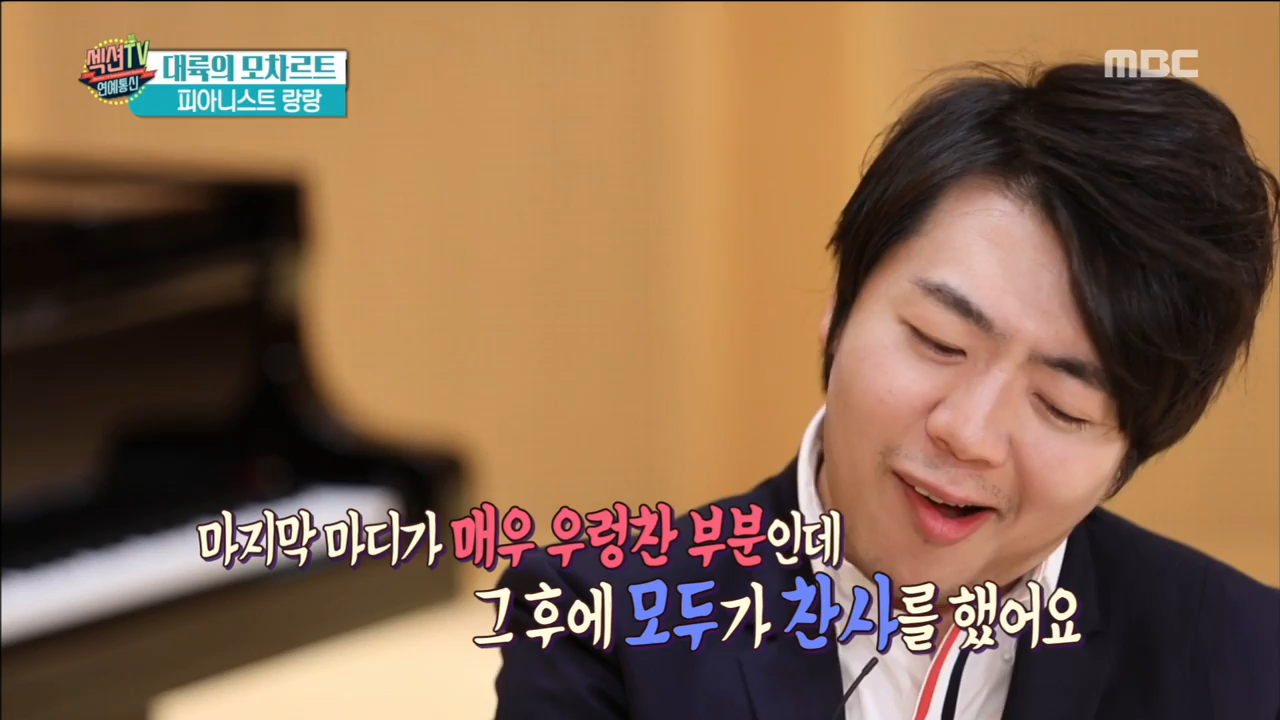 섹션TV
연예통신
대륙의 모차르트
피아니스트 랑랑
MBC
마지막 마디가 매우 우렁찬 부분인데
그 후에 모두가 찬사를 했어요